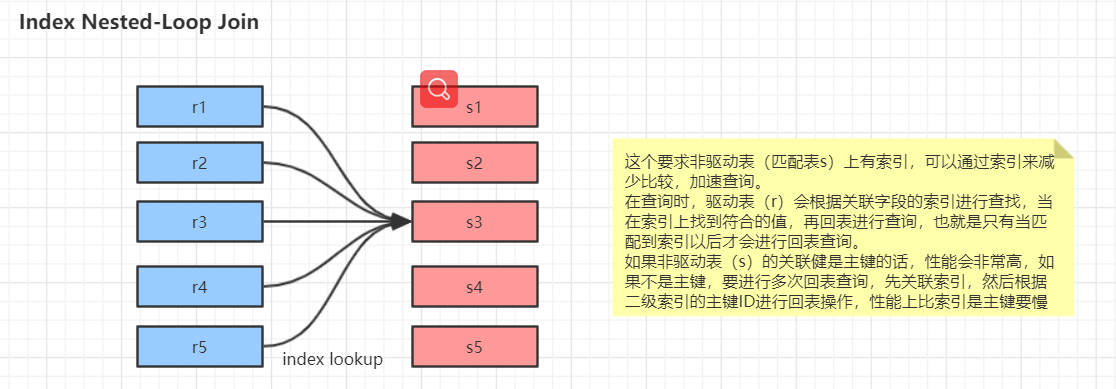 Index Nested-Loop Join
r1
s1
r2
s2
r3
s3
r4
s4
r5
s5
index lookup
这个要求非驱动表（匹配表s）上有索引，可以通过索引来减
少比较，加速查询。
在查询时，驱动表（r）会根据关联字段的索引进行查找，当
在索引上找到符合的值，再回表进行查询，也就是只有当匹
配到索引以后才会进行回表查询。
如果非驱动表（s）的关联健是主键的话，性能会非常高，如
果不是主键，要进行多次回表查询，先关联索引，然后根据
二级索引的主键ID进行回表操作，性能上比索引是主键要慢